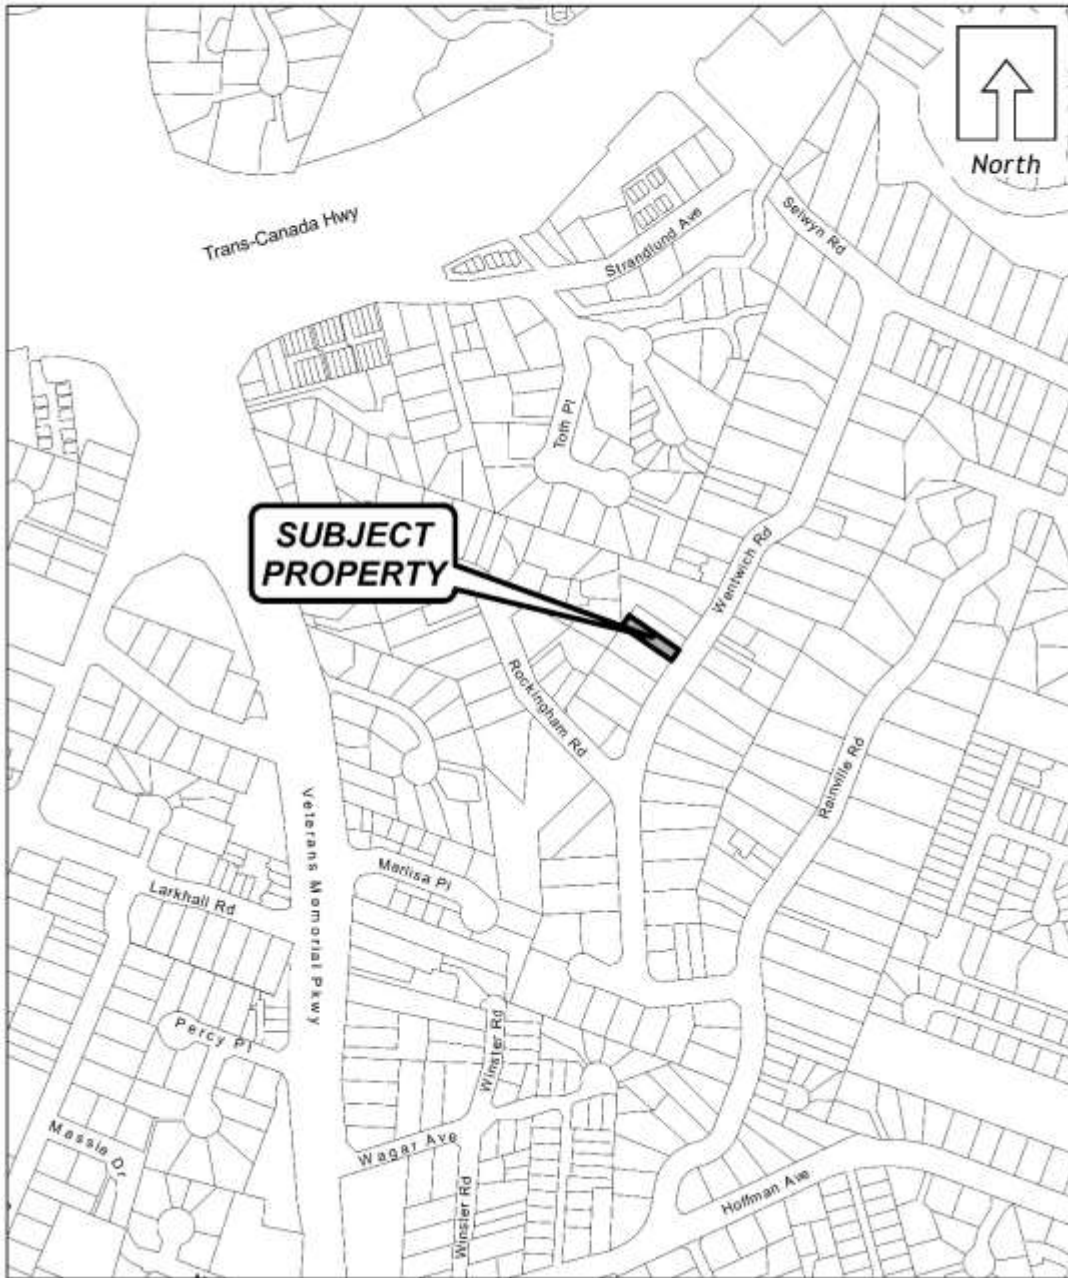 North
Selwyn Rd
Trans-Canada Hwy
Strandlund Ave
Toth Pl
SUBJECT
PROPERTY
Wentwich Rd
Rockingham Rd
Rainville Rd
Veterans Memorial Pkwy
Marlisa Pl
Larkhall Rd
Percy Pl
Winster Rd
Massie Dr
Wagar Ave
Winster Rd
Hoffman Ave